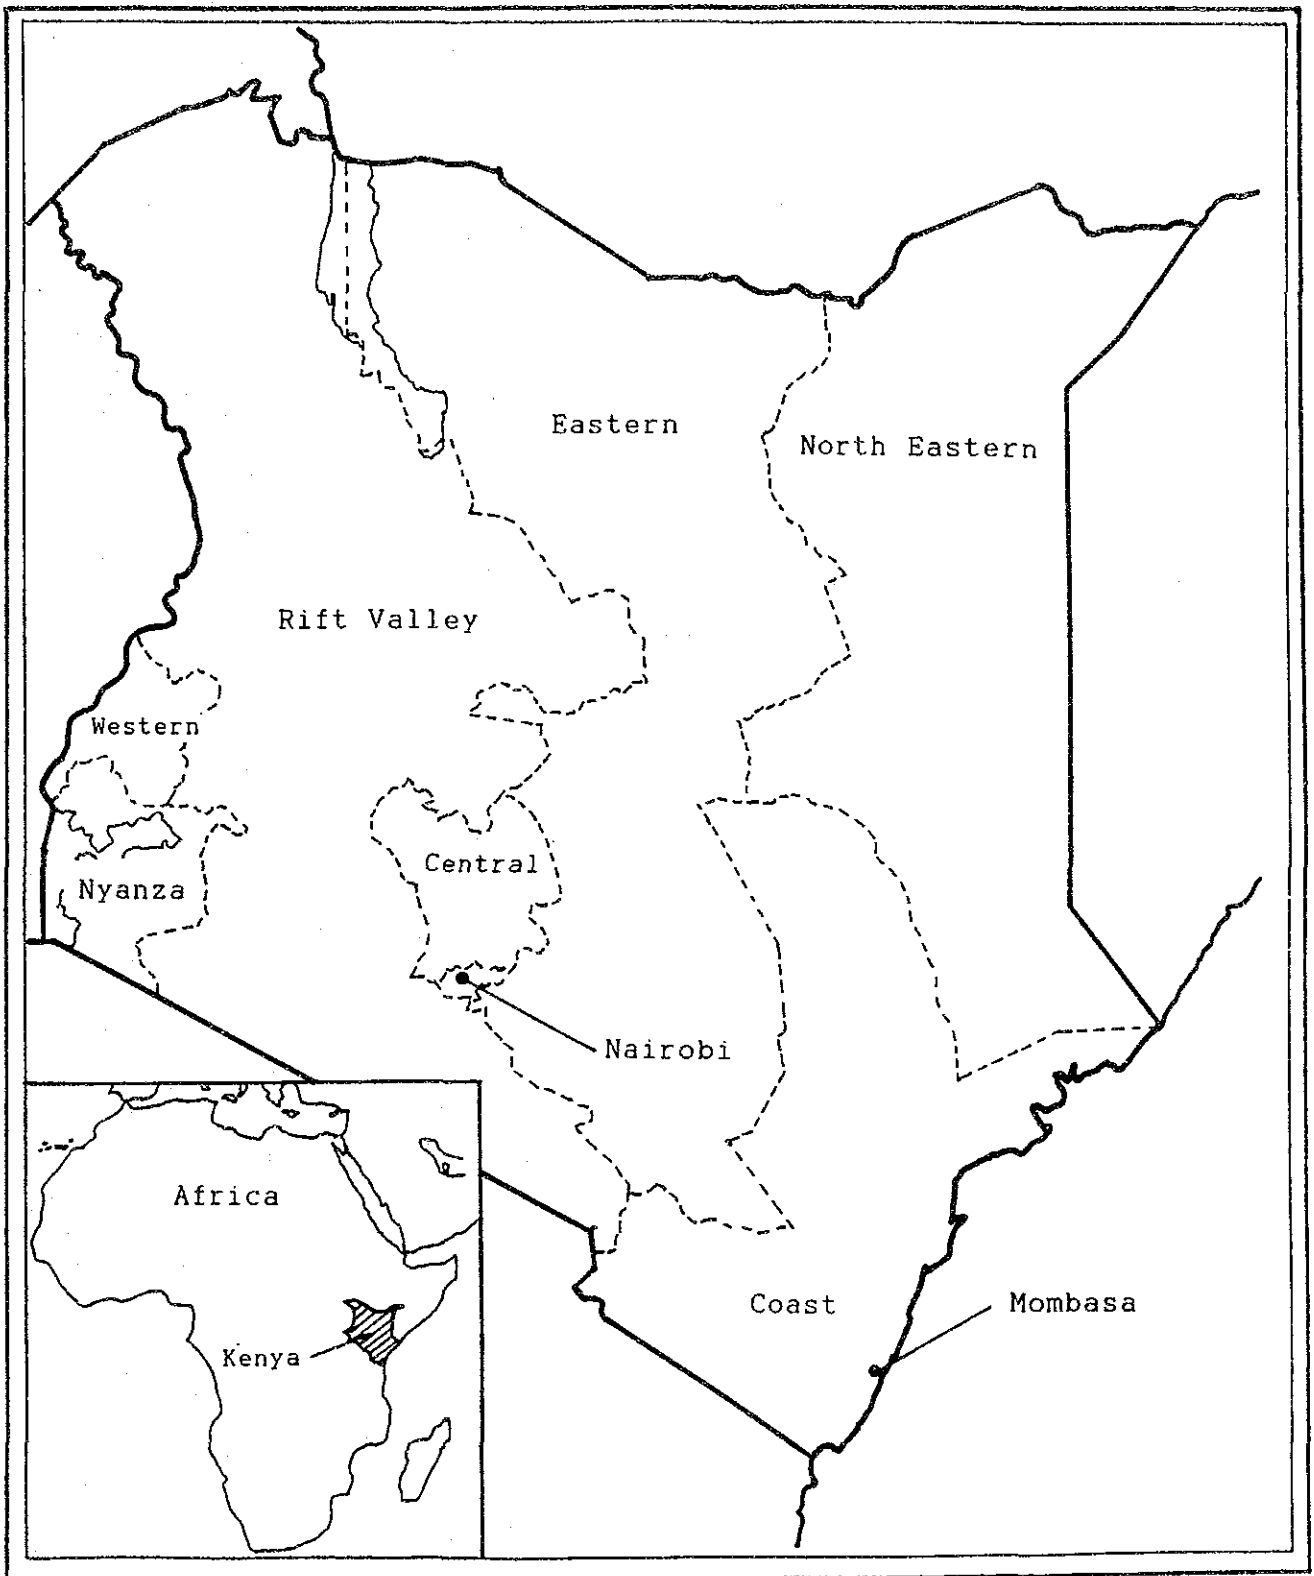 Eastern
North Eastern
Rift Valley
Western
Central
Nyanza
Nairobi
Africa
Coast
Mombasa
Kenya